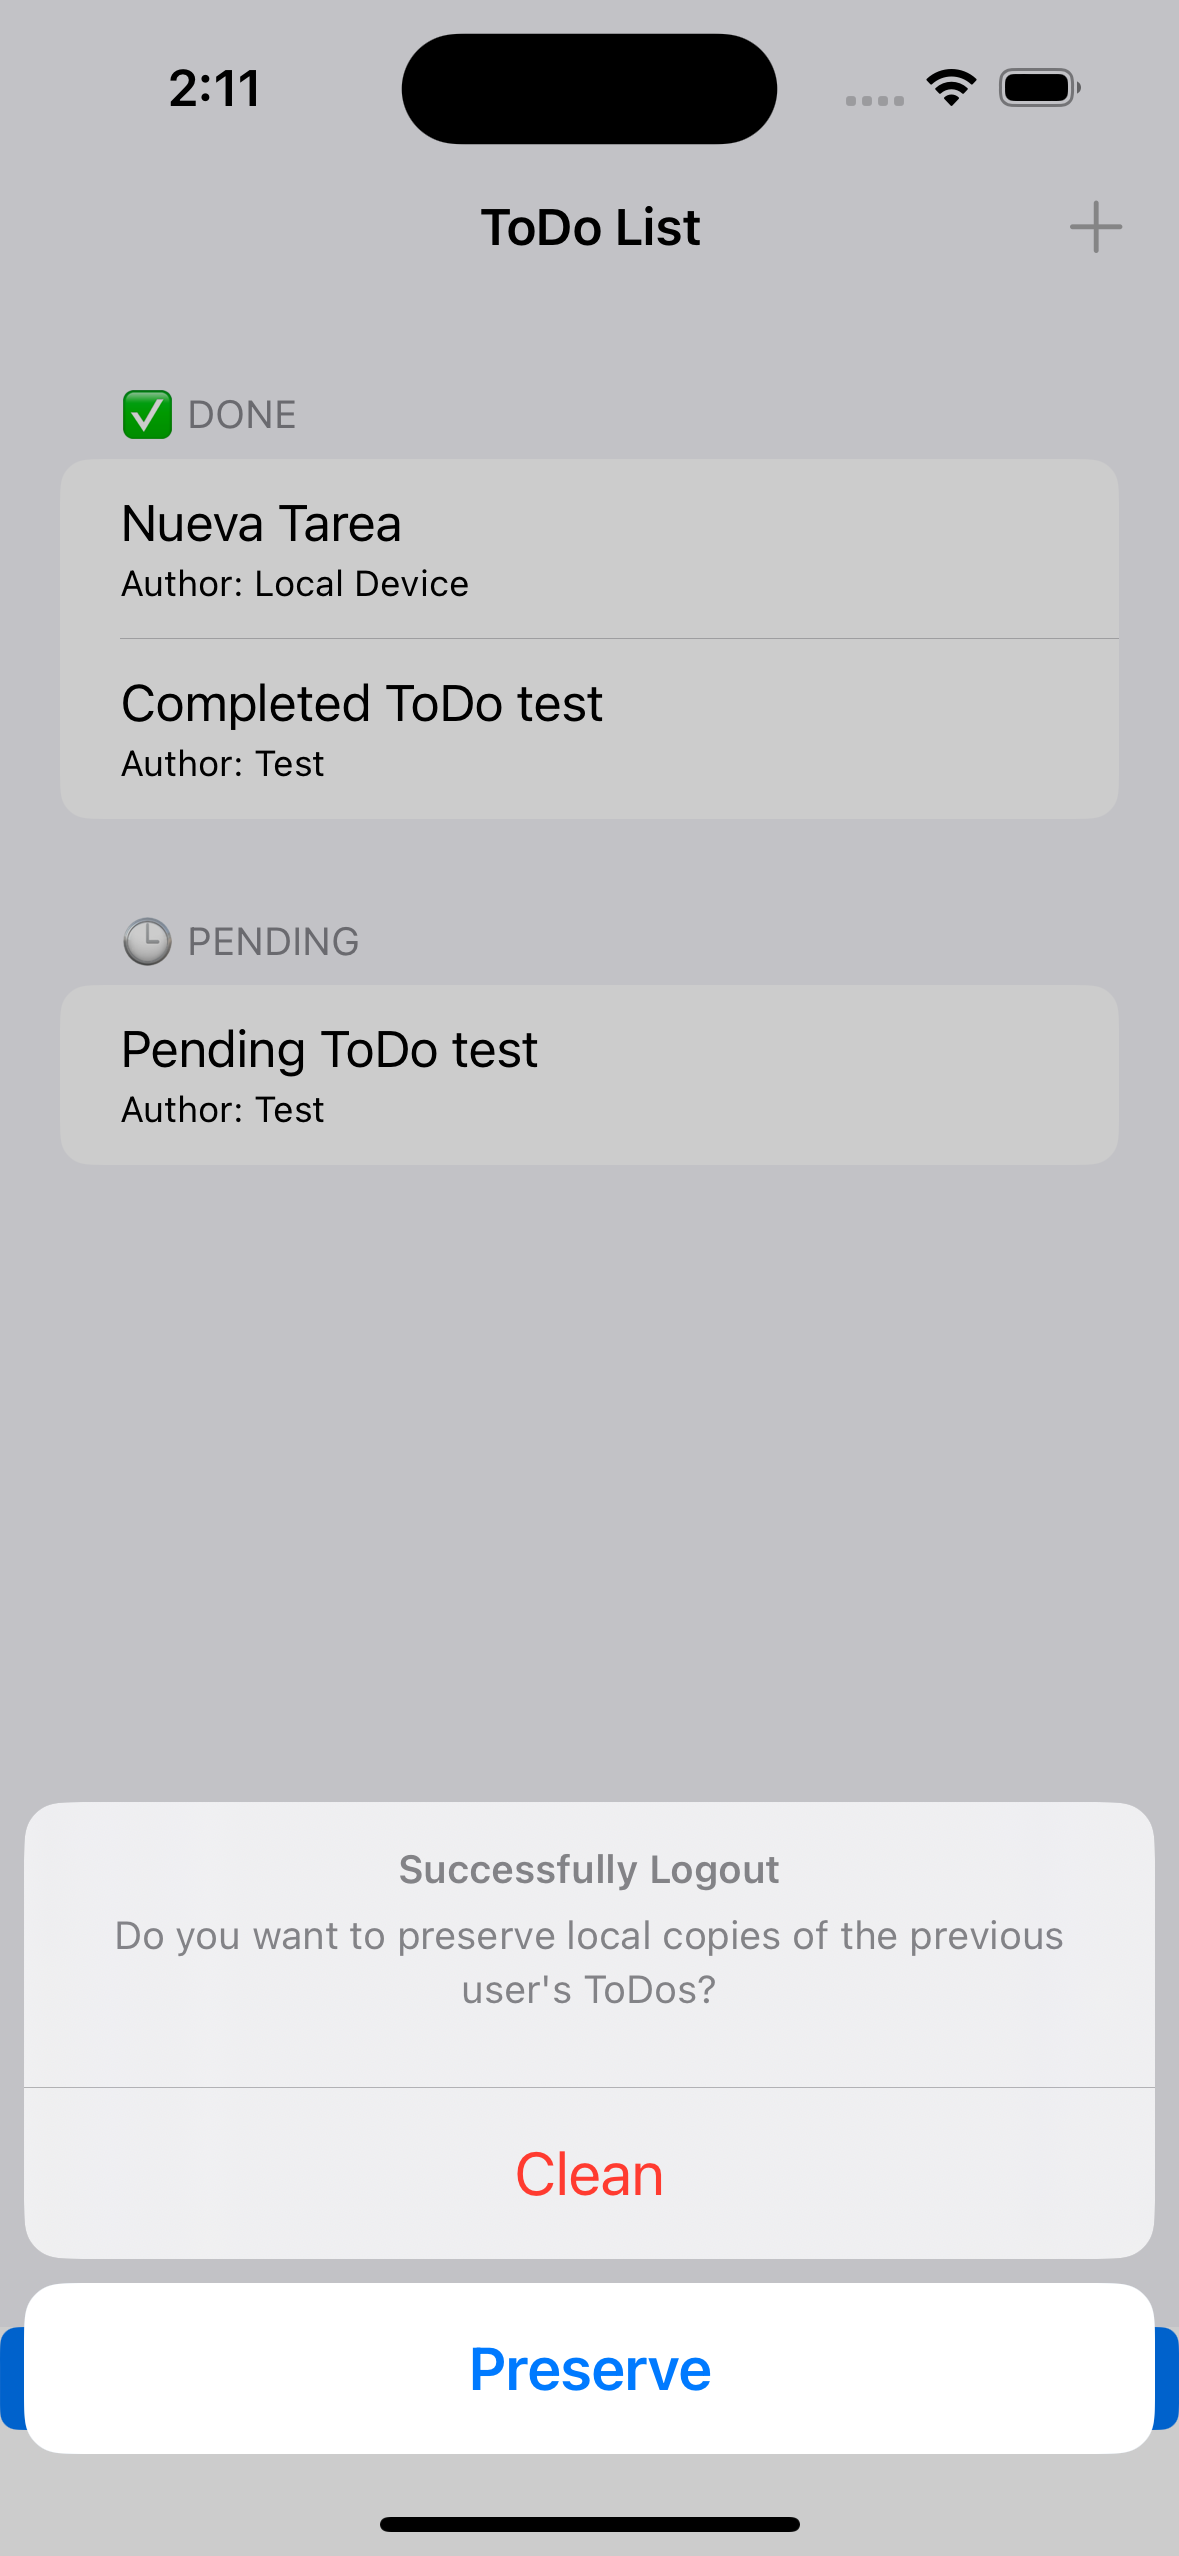 2:11
ToDo List
✅ DONE
Nueva Tarea
Author: Local Device
Completed ToDo test
Author: Test
🕒 PENDING
Pending ToDo test
Author: Test
Successfully Logout
Do you want to preserve local copies of the previous
user's ToDos?
Clean
Preserve